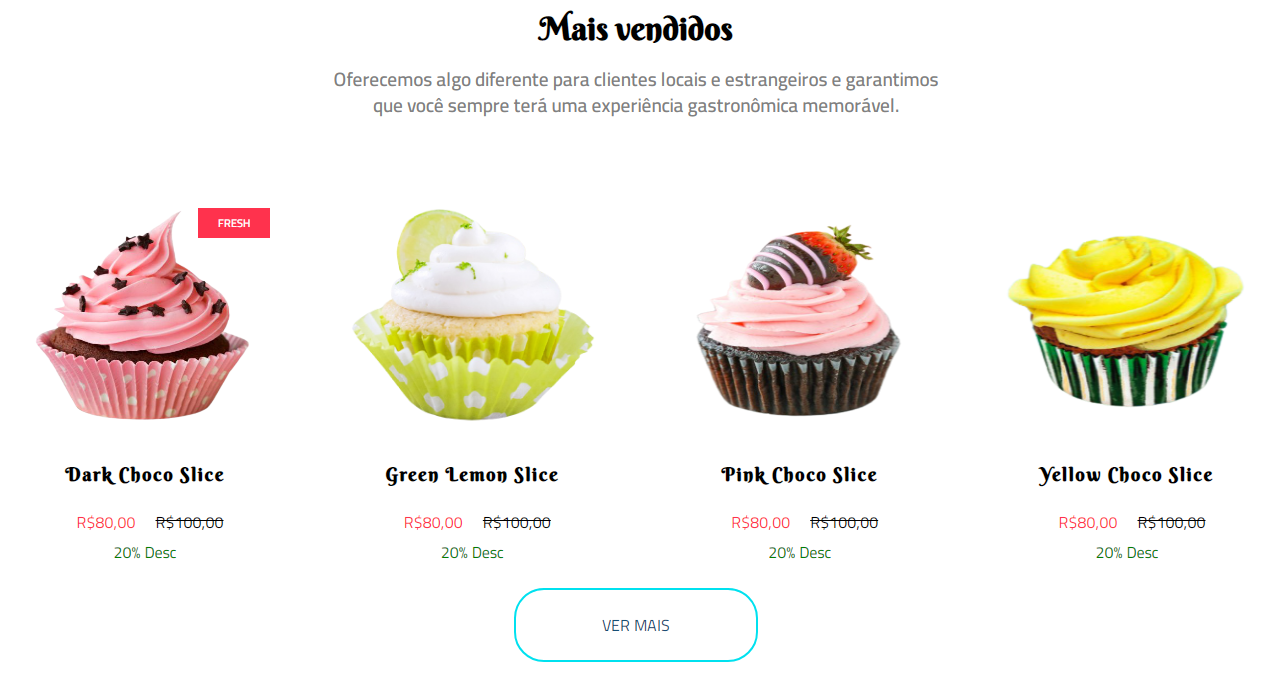 Mais vendidos
Oferecemos algo diferente para clientes locais e estrangeiros e garantimos
que você sempre terá uma experiência gastronômica memorável.
FRESH
Dark Choco Slice
R$80,00 R$100,00
20% Desc
Green Lemon Slice
R$80,00 R$100,00
20% Desc
Pink Choco Slice
R$80,00 R$100,00
20% Desc
Yellow Choco Slice
R$80,00 R$100,00
20% Desc
VER MAIS